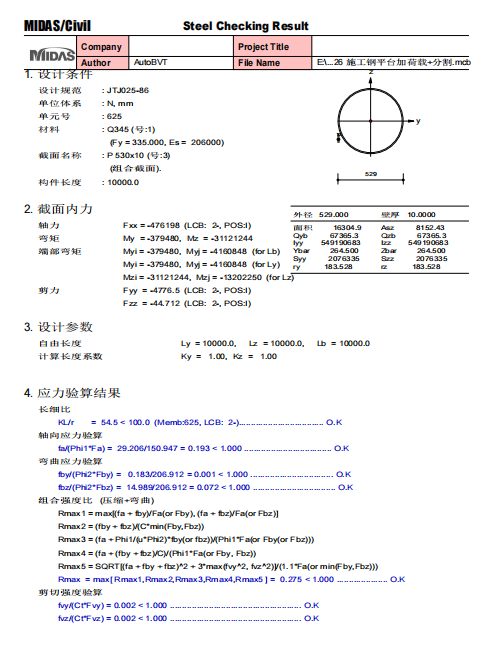 MIDAS/Civil Steel Checking Result
MIDAS
Company Project Title
Author AutoBVT File Name E:\...26 施工钢平台加荷载+分割.mcb
1. 设计条件
设计规范 : JTJ025-86
单位体系 : N, mm
单元号 : 625
材料 : Q345 (号:1)
(Fy = 335.000, Es = 206000)
截面名称 : P 530x10 (号:3)
(组合截面).
构件长度 : 10000.0
z
y
529
2. 截面内力
轴力 Fxx = -476198 (LCB: 2-, POS:I)
弯矩 My = -379480, Mz = -31121244
端部弯矩 Myi = -379480, Myj = -4160848 (for Lb)
Myi = -379480, Myj = -4160848 (for Ly)
Mzi = -31121244, Mzj = -13202250 (for Lz)
剪力 Fyy = -4776.5 (LCB: 2-, POS:I)
Fzz = -44.712 (LCB: 2-, POS:I)
外径 529.000 壁厚 10.0000
面积 16304.9 Asz 8152.43
Qyb 67365.3 Qzb 67365.3
Iyy 549190683 Izz 549190683
Ybar 264.500 Zbar 264.500
Syy 2076335 Szz 2076335
ry 183.528 rz 183.528
3. 设计参数
自由长度 Ly = 10000.0, Lz = 10000.0, Lb = 10000.0
计算长度系数 Ky = 1.00, Kz = 1.00
4. 应力验算结果
长细比
KL/r = 54.5 < 100.0 (Memb:625, LCB: 2-)................................... O.K
轴向应力验算
fa/(Phi1*Fa) = 29.206/150.947 = 0.193 < 1.000 ..................................... O.K
弯曲应力验算
fby/(Phi2*Fby) = 0.183/206.912 = 0.001 < 1.000 ................................... O.K
fbz/(Phi2*Fbz) = 14.989/206.912 = 0.072 < 1.000 ................................... O.K
组合强度比 (压缩+弯曲)
Rmax1 = max[(fa + fby)/Fa(or Fby), (fa + fbz)/Fa(or Fbz)]
Rmax2 = (fby + fbz)/(C*min(Fby,Fbz))
Rmax3 = (fa + Phi1/(μ*Phi2)*fby(or fbz))/(Phi1*Fa(or Fby(or Fbz)))
Rmax4 = (fa + (fby + fbz)/C)/(Phi1*Fa(or Fby, Fbz))
Rmax5 = SQRT[(fa + fby + fbz)^2 + 3*max(fvy^2, fvz^2)]/(1.1*Fa(or min(Fby,Fbz)))
Rmax = max[ Rmax1,Rmax2,Rmax3,Rmax4,Rmax5 ] = 0.275 < 1.000 ..................... O.K
剪切强度验算
fvy/(Ct*Fvy) = 0.002 < 1.000 ....................................................... O.K
fvz/(Ct*Fvz) = 0.002 < 1.000 ....................................................... O.K